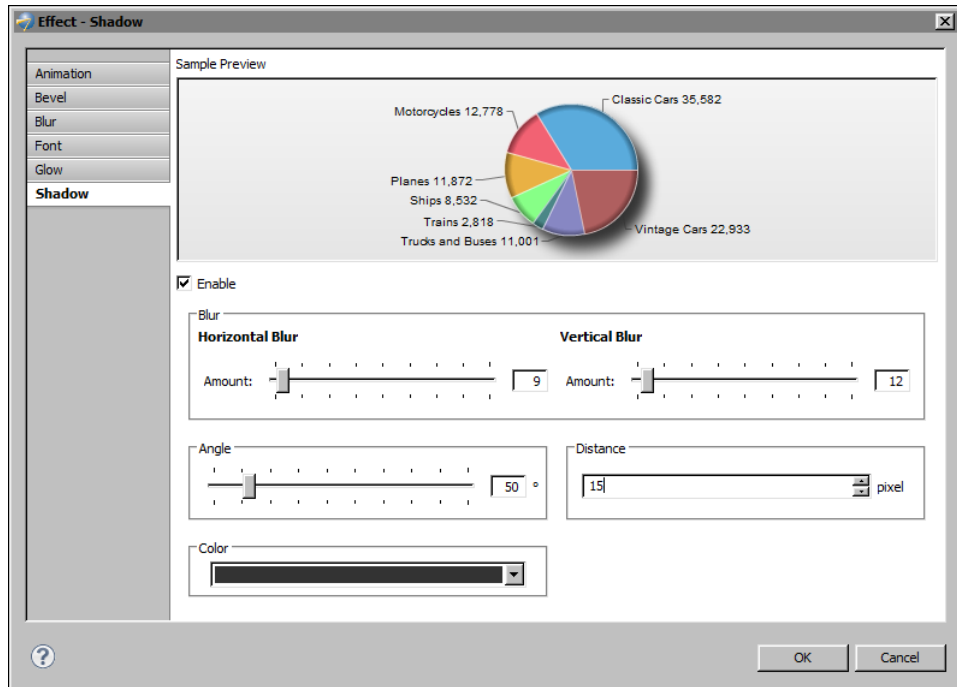 Effect - Shadow
Animation
Bevel
Blur
Font
Glow
Shadow
Sample Preview
Classic Cars 35,582
Motorcycles 12,778
Planes 11,872
Ships 8,532
Trains 2,818
Trucks and Buses 11,001
Vintage Cars 22,933
Enable
Blur
Horizontal Blur
Amount: 9
Vertical Blur
Amount: 12
Angle
50 °
Distance
15 pixel
Color
?
OK
Cancel